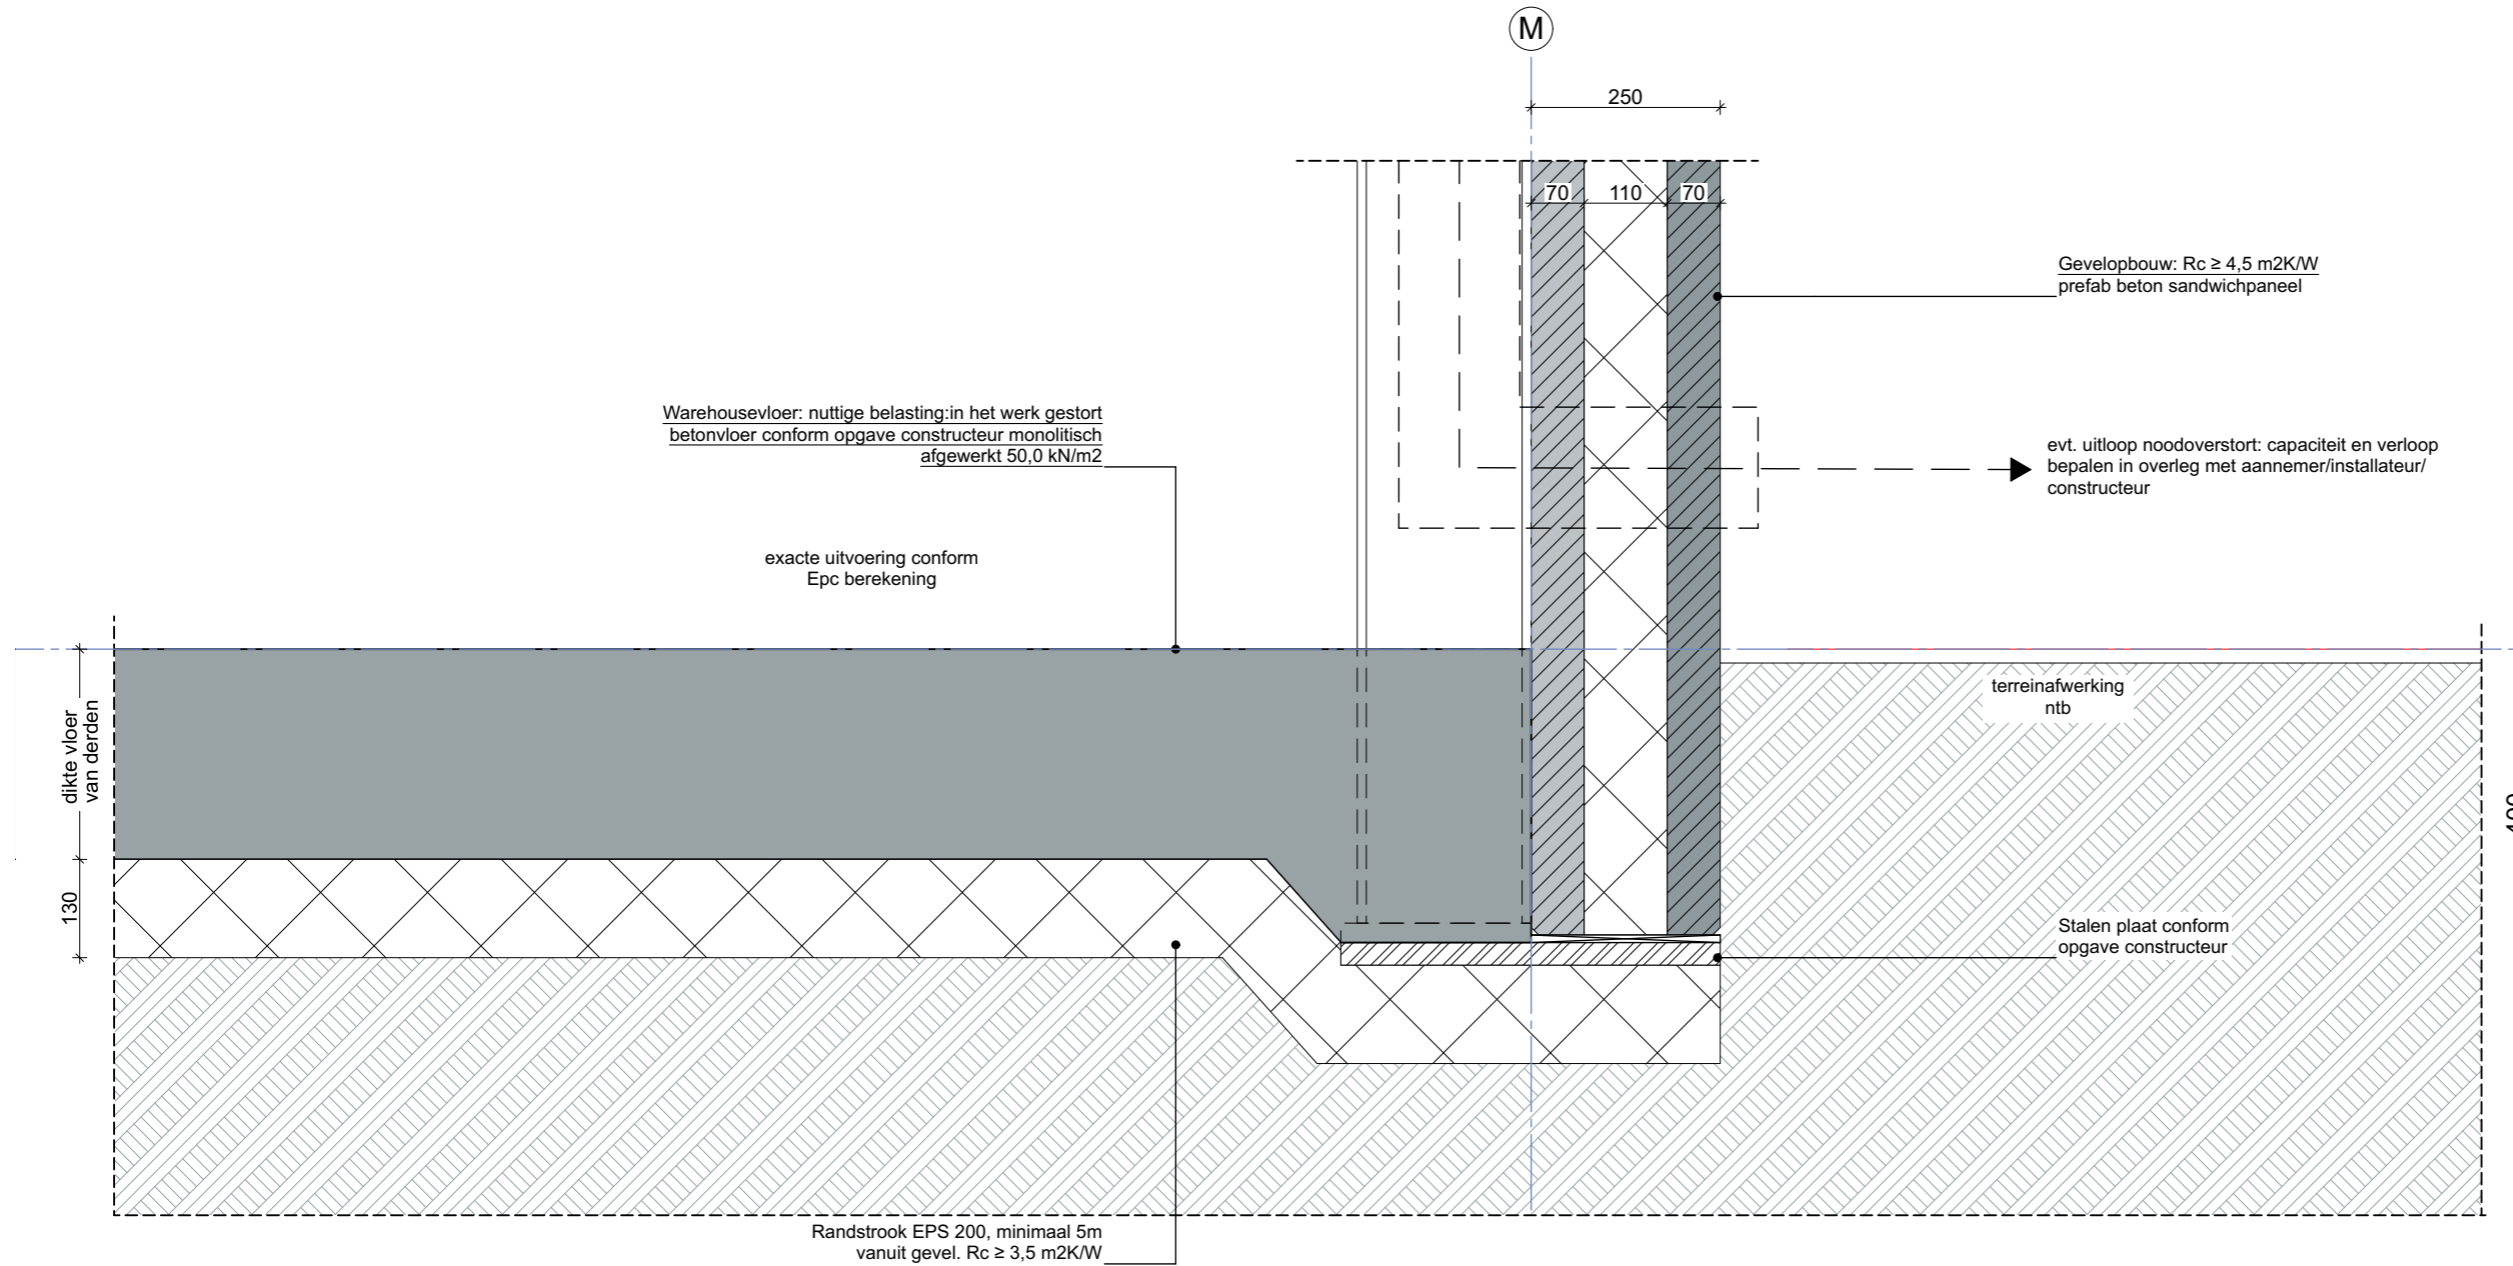 M
250
70
110
70
Gevelopbouw: Rc ≥ 4,5 m2K/W
prefab beton sandwichpaneel
Warehousevloer: nuttige belasting:in het werk gestort
betonvloer conform opgave constructeur monolitisch
afgewerkt 50,0 kN/m2
evt. uitloop noodoverstort: capaciteit en verloop
bepalen in overleg met aannemer/installateur/
constructeur
exacte uitvoering conform
Epc berekening
terreinafwerking
ntb
dikte vloer
van derden
130
Stalen plaat conform
opgave constructeur
Randstrook EPS 200, minimaal 5m
vanuit gevel. Rc ≥ 3,5 m2K/W